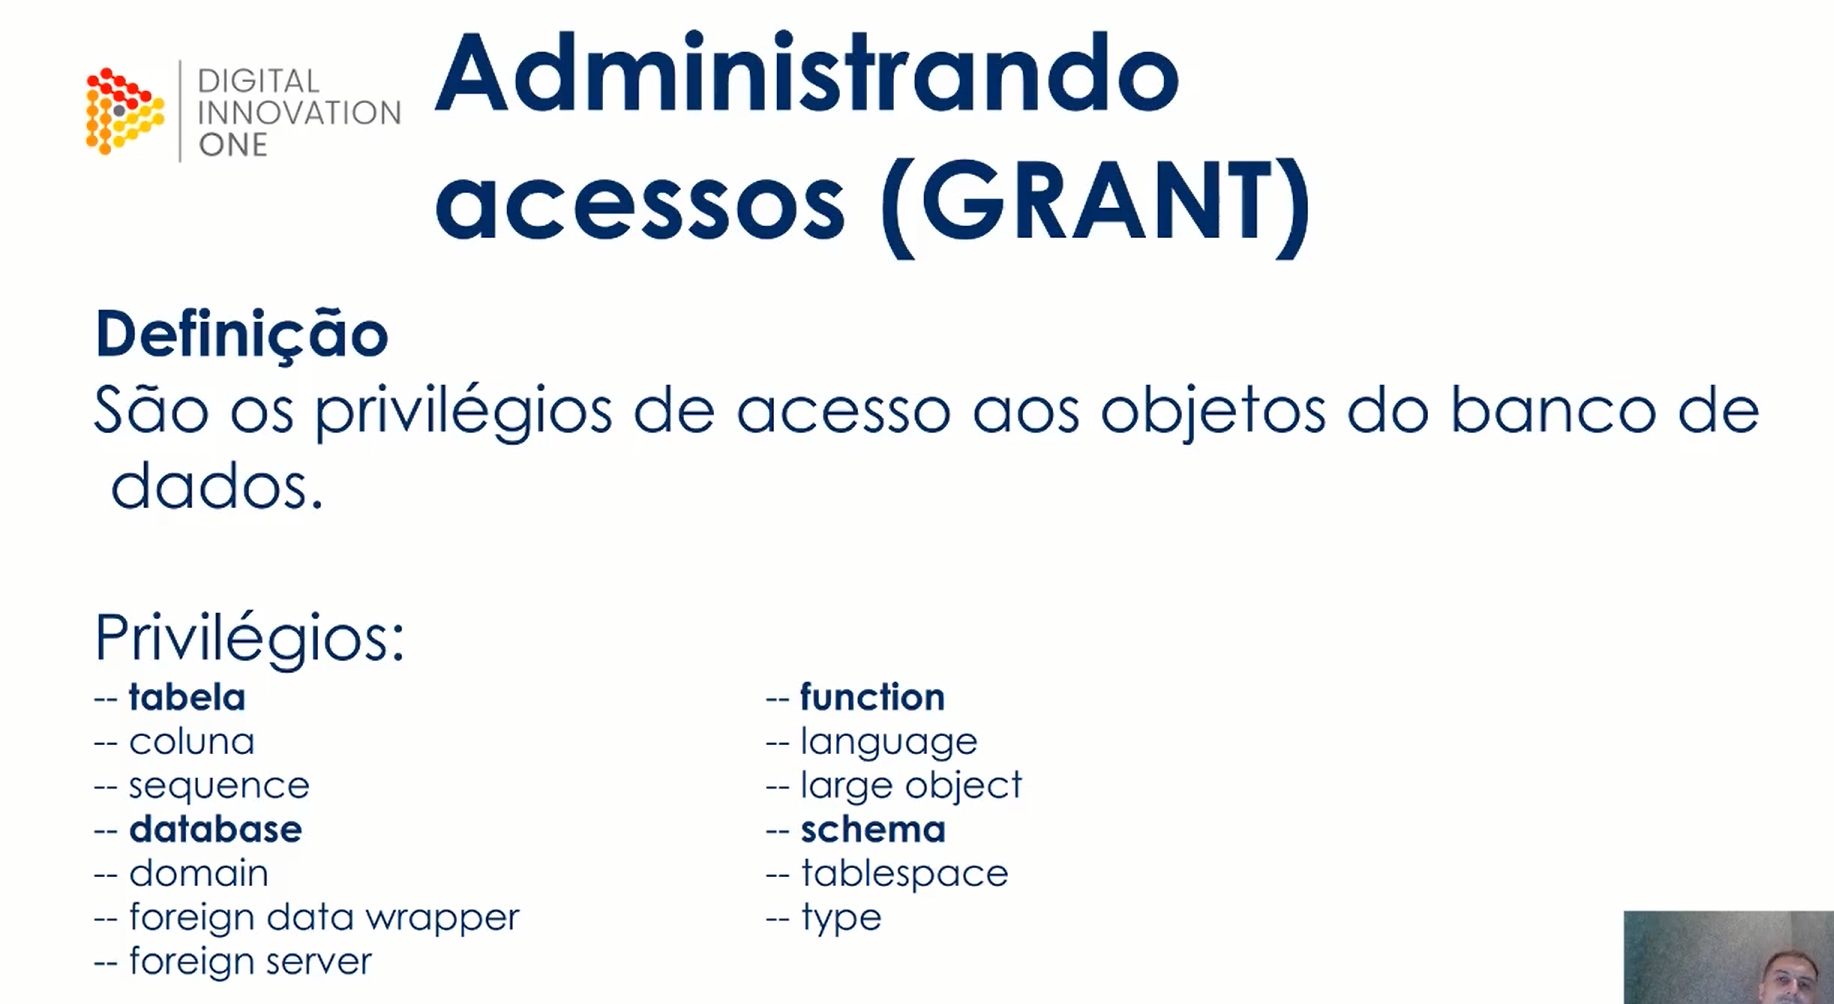 DIGITAL
INNOVATION
ONE
Administrando
acessos (GRANT)
Definição
São os privilégios de acesso aos objetos do banco de
dados.
Privilégios:
-- tabela
-- coluna
-- sequence
-- database
-- domain
-- foreign data wrapper
-- foreign server
-- function
-- language
-- large object
-- schema
-- tablespace
-- type